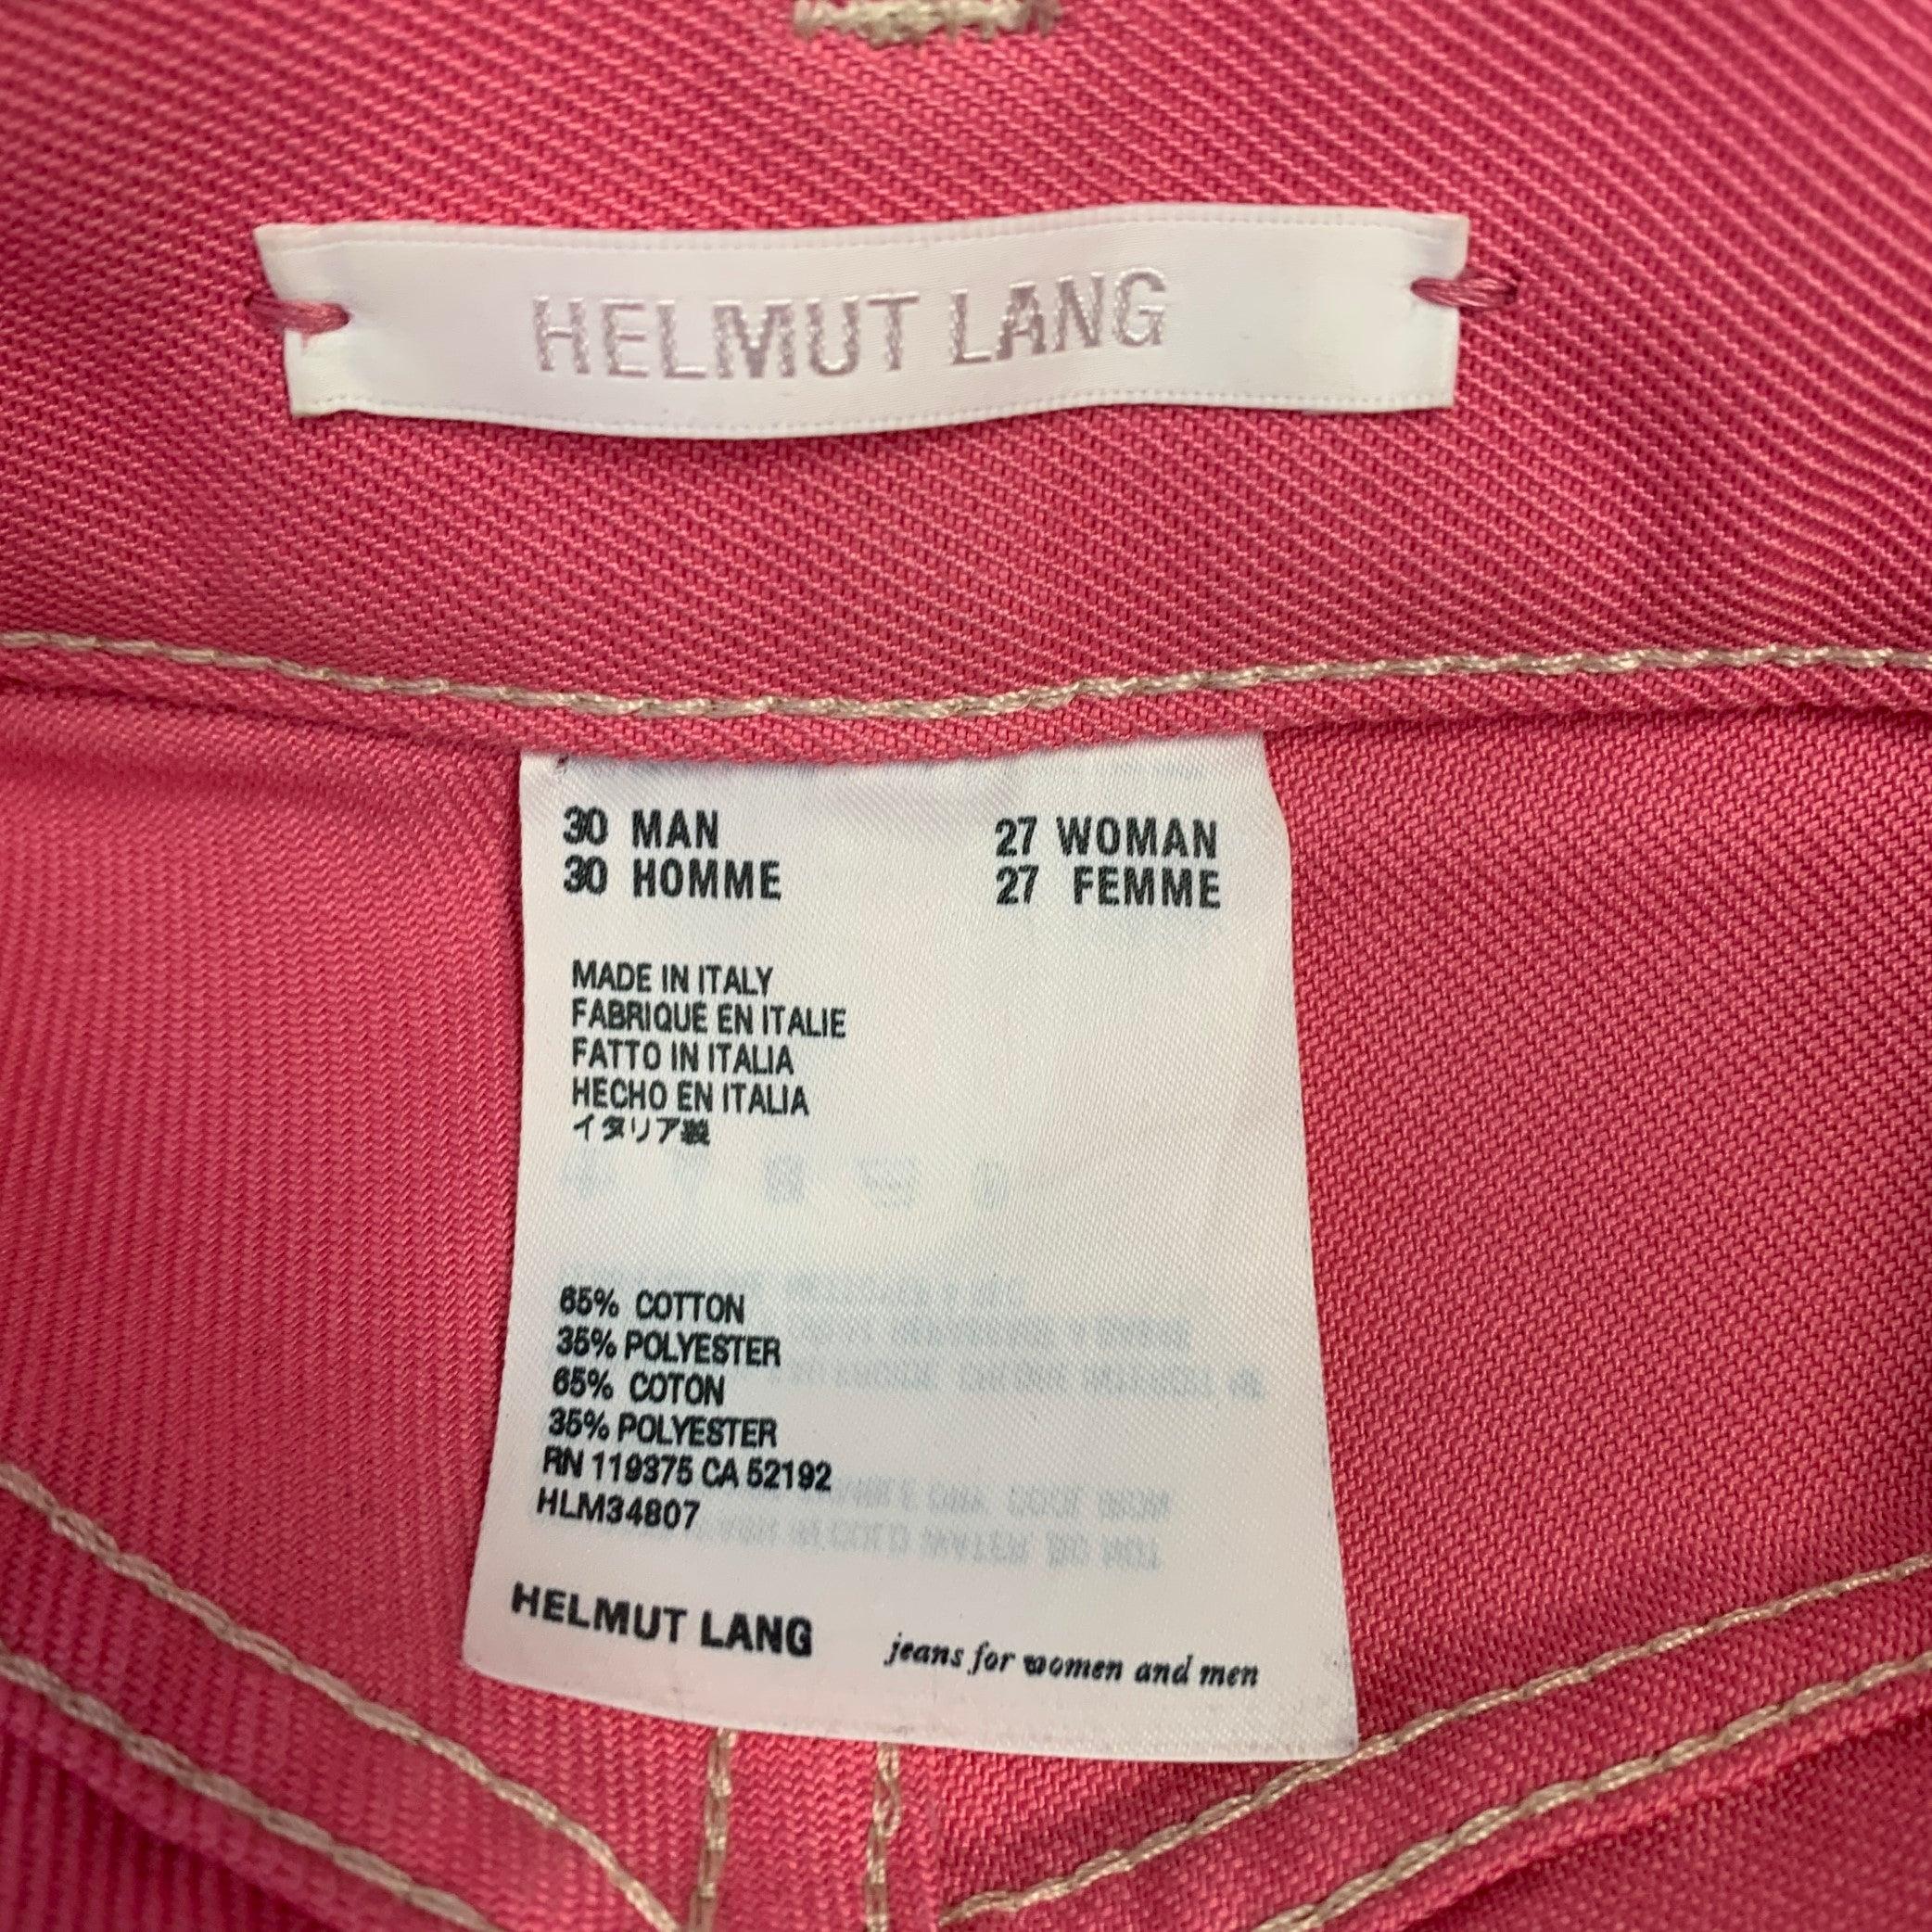 HELMUT LANG
30 MAN 27 WOMAN
30 HOMME 27 FEMME
MADE IN ITALY
FABRIQUE EN ITALIE
FATTO IN ITALIA
HECHO EN ITALIA
イタリア製
65% COTTON
35% POLYESTER
65% COTON
35% POLYESTER
RN 119375 CA 52192
HLM34807
HELMUT LANG jeans for women and men